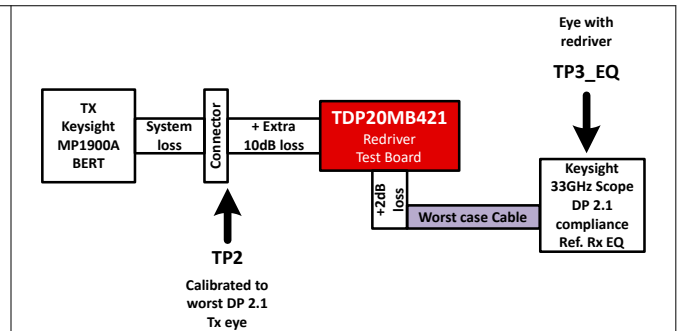 Eye with
redriver
TP3_EQ
TX
Keysight
MP1900A
BERT
System
loss
Connector
+ Extra
10dB loss
TDP20MB421
Redriver
Test Board
+2dB
loss
Worst case Cable
Keysight
33GHz Scope
DP 2.1
compliance
Ref. Rx EQ
TP2
Calibrated to
worst DP 2.1
Tx eye